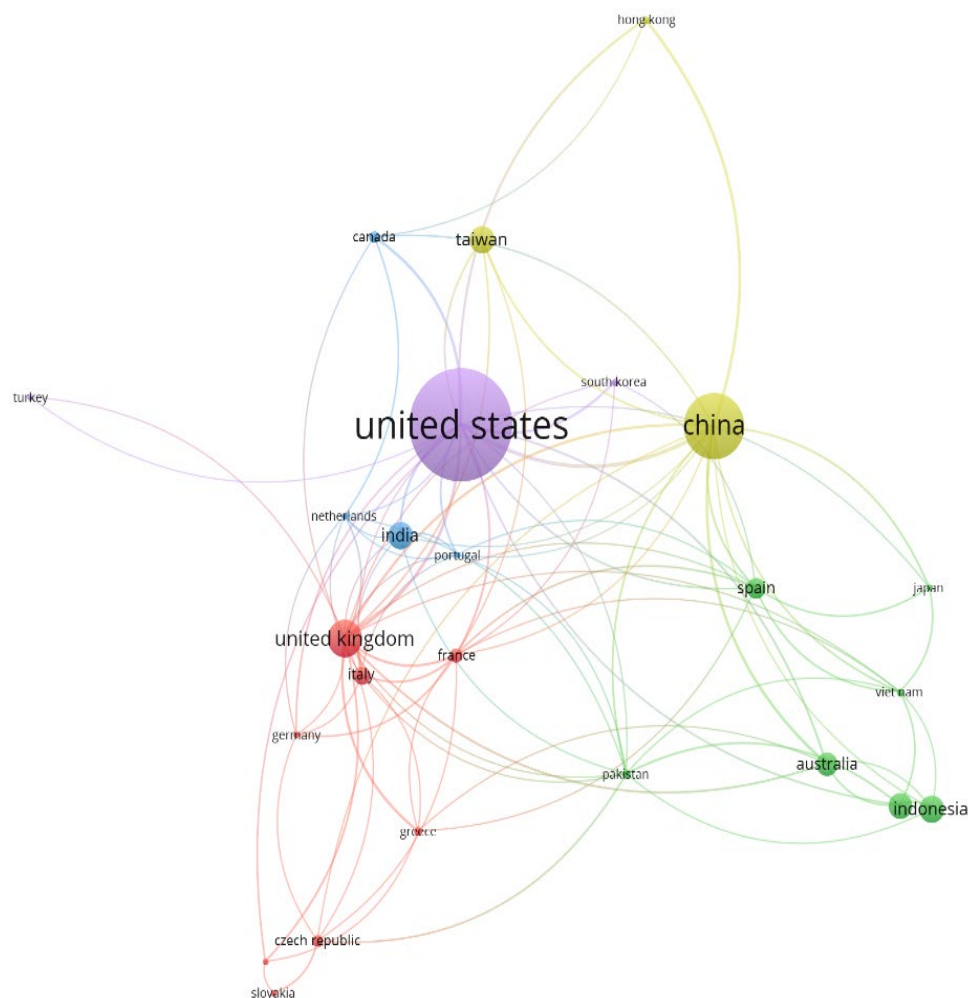 hong kong
canada
taiwan
south korea
turkey
united states
china
netherlands
india
portugal
spain
japan
united kingdom
france
italy
viet nam
germany
australia
pakistan
indonesia
greece
czech republic
slovakia